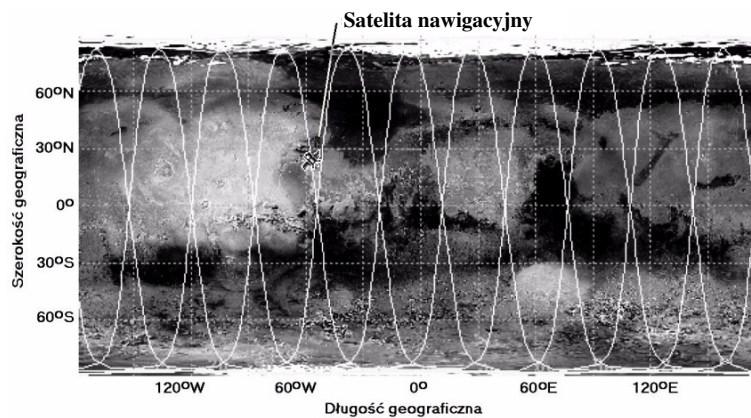 Satelita nawigacyjny
Szerokość geograficzna
60ºN
30ºN
0º
30ºS
60ºS
120ºW
60ºW
0º
60ºE
120ºE
Długość geograficzna